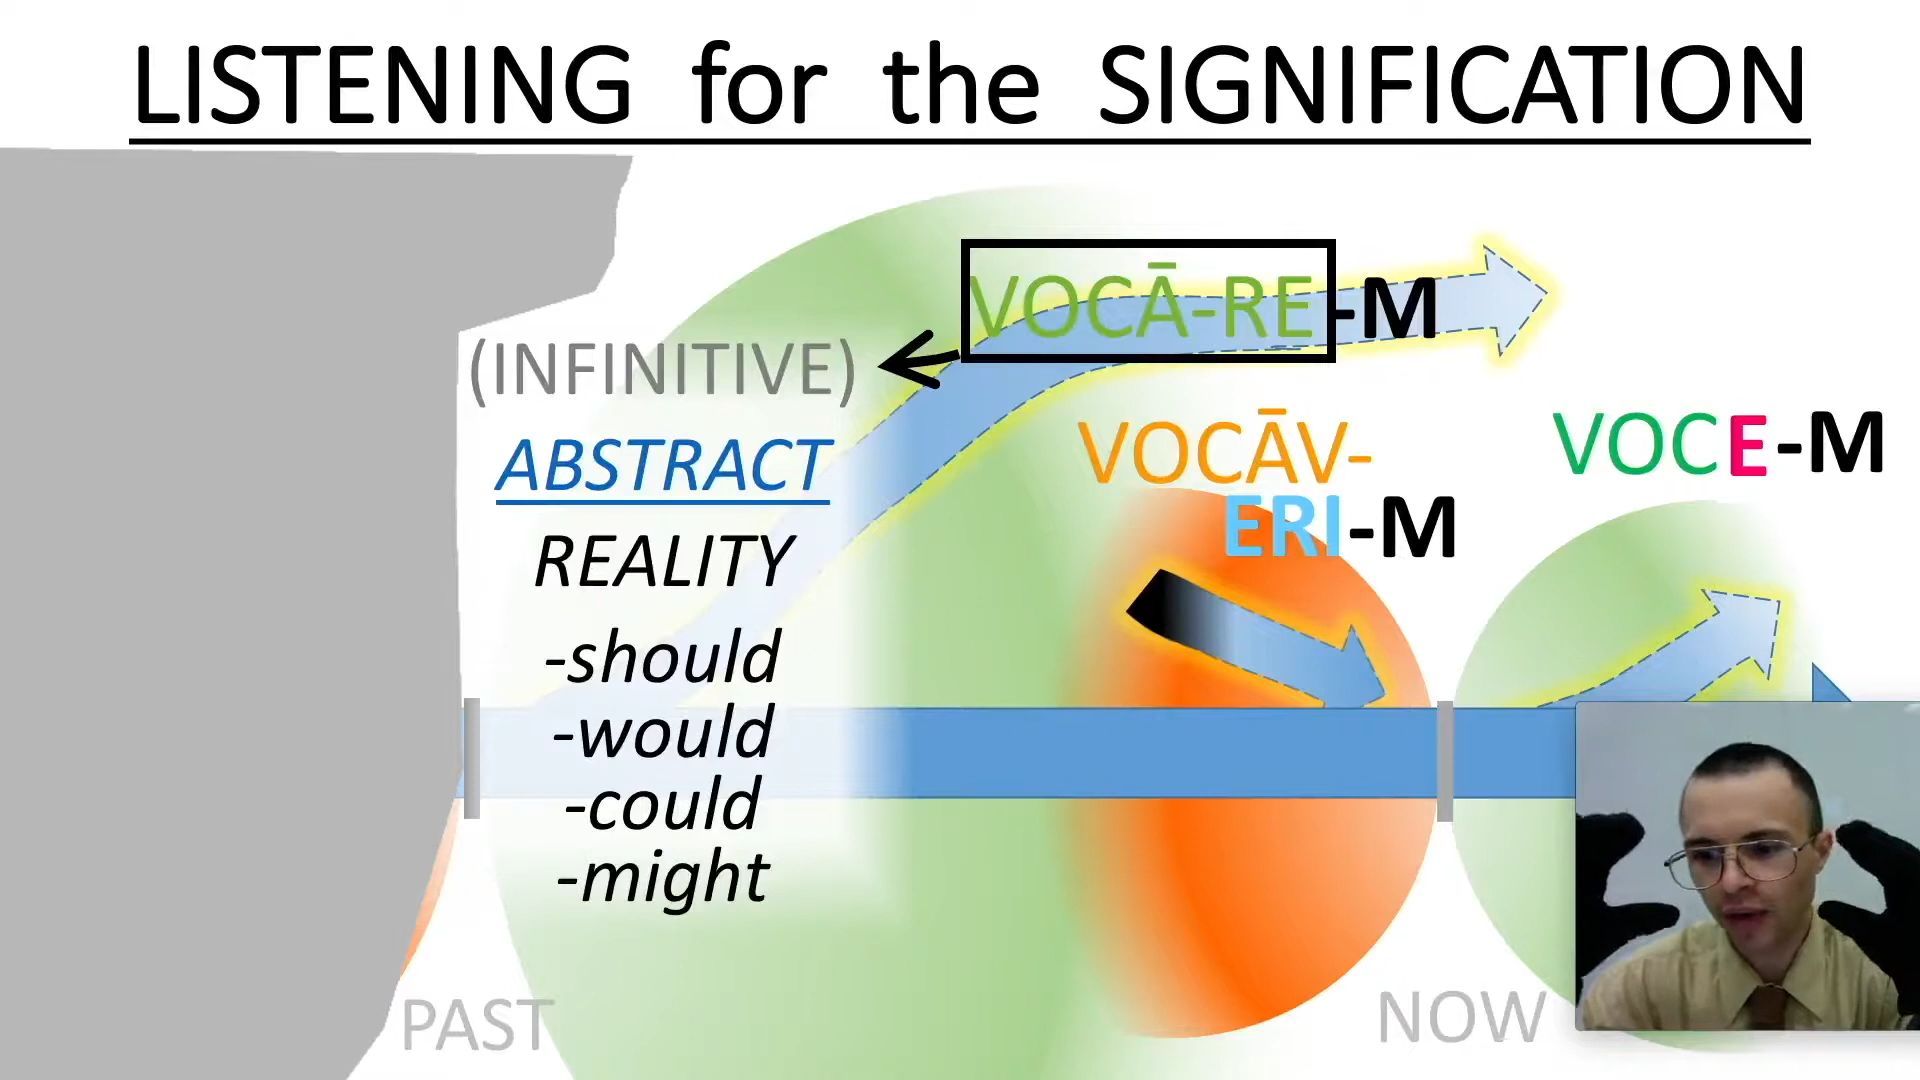 LISTENING for the SIGNIFICATION
VOCĀ-RE-M
(INFINITIVE)
ABSTRACT
REALITY
-should
-would
-could
-might
VOCĀV-
ERI-M
VOCE-M
PAST
NOW